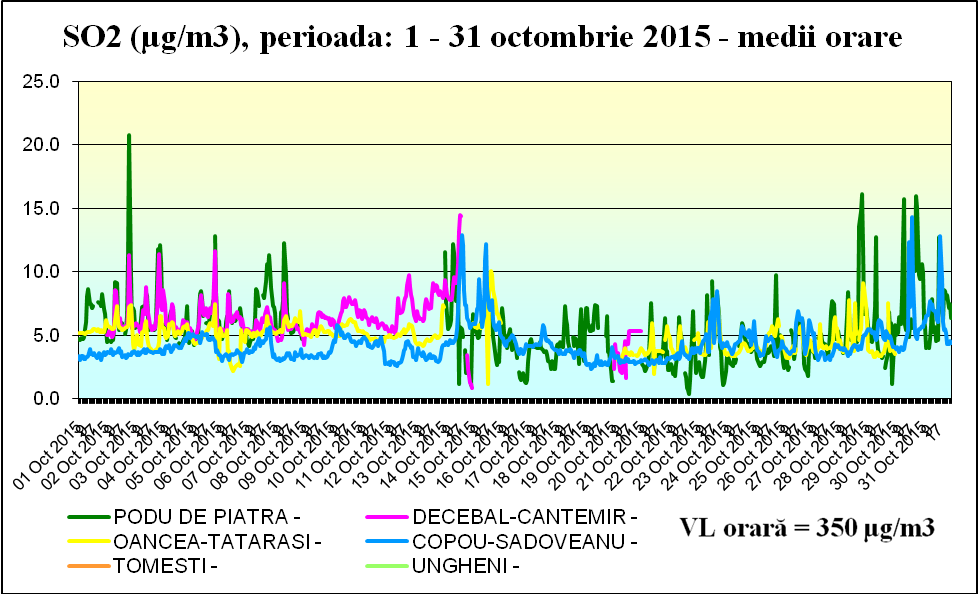 SO2 (µg/m3), perioada: 1 - 31 octombrie 2015 - medii orare
25.0
20.0
15.0
10.0
5.0
0.0
01 Oct 2015
02 Oct 2015
03 Oct 2015
04 Oct 2015
05 Oct 2015
06 Oct 2015
07 Oct 2015
08 Oct 2015
09 Oct 2015
10 Oct 2015
11 Oct 2015
12 Oct 2015
13 Oct 2015
14 Oct 2015
15 Oct 2015
16 Oct 2015
17 Oct 2015
18 Oct 2015
19 Oct 2015
20 Oct 2015
21 Oct 2015
22 Oct 2015
23 Oct 2015
24 Oct 2015
25 Oct 2015
26 Oct 2015
27 Oct 2015
28 Oct 2015
29 Oct 2015
30 Oct 2015
31 Oct 2015
17
PODU DE PIATRA -
DECEBAL-CANTEMIR -
OANCEA-TATARASI -
COPOU-SADOVEANU -
TOMESTI -
UNGHENI -
VL orară = 350 µg/m3